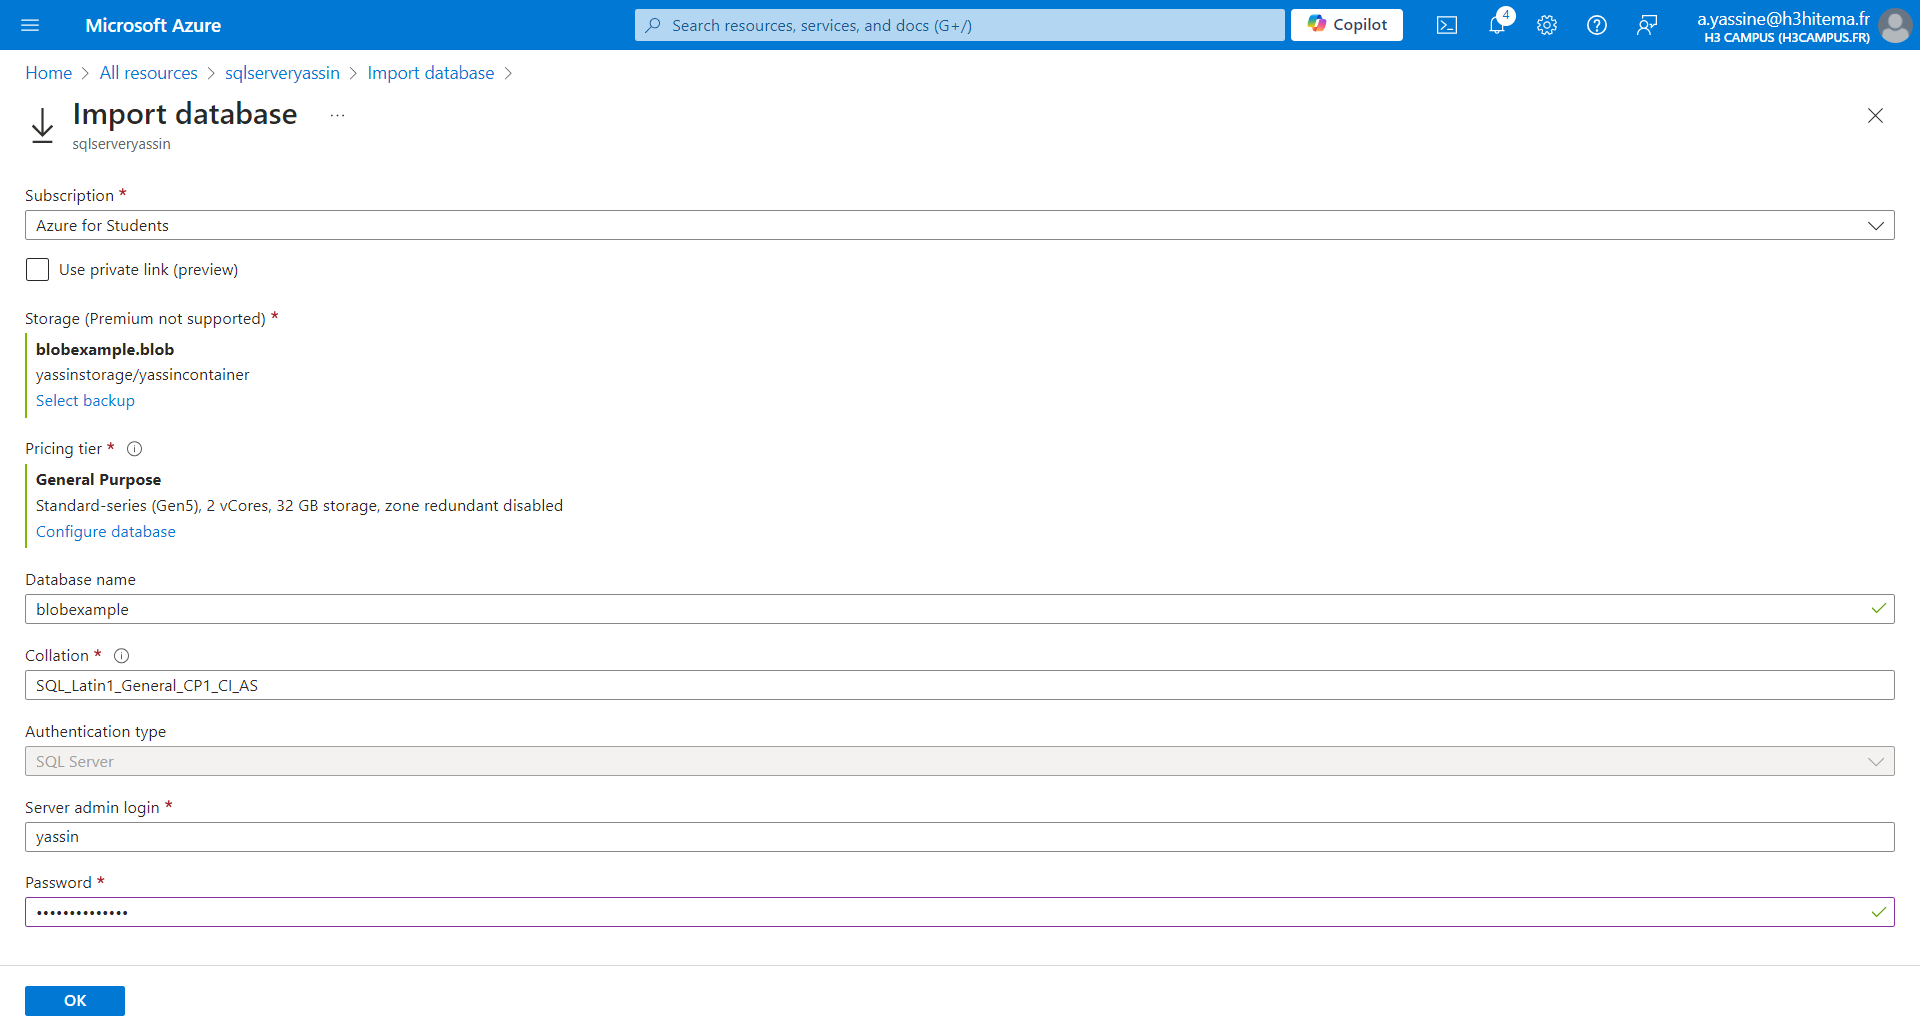 Microsoft Azure
Search resources, services, and docs (G+/)
Copilot
4
a.yassine@h3hitema.fr
H3 CAMPUS (H3CAMPUS.FR)
Home > All resources > sqlserveryassin > Import database >
Import database ...
sqlserveryassin
Subscription *
Azure for Students
Use private link (preview)
Storage (Premium not supported) *
blobexample.blob
yassinstorage/yassincontainer
Select backup
Pricing tier *
General Purpose
Standard-series (Gen5), 2 vCores, 32 GB storage, zone redundant disabled
Configure database
Database name
blobexample
Collation *
SQL_Latin1_General_CP1_CI_AS
Authentication type
SQL Server
Server admin login *
yassin
Password *
••••••••••••••
OK